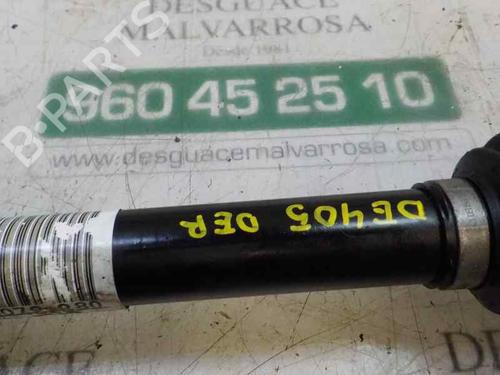 DESGUACE
MALVARROSA
Desde 1981
960 45 25 10
www.desguacemalvarrosa.com
B-PARTS
DE405 DER